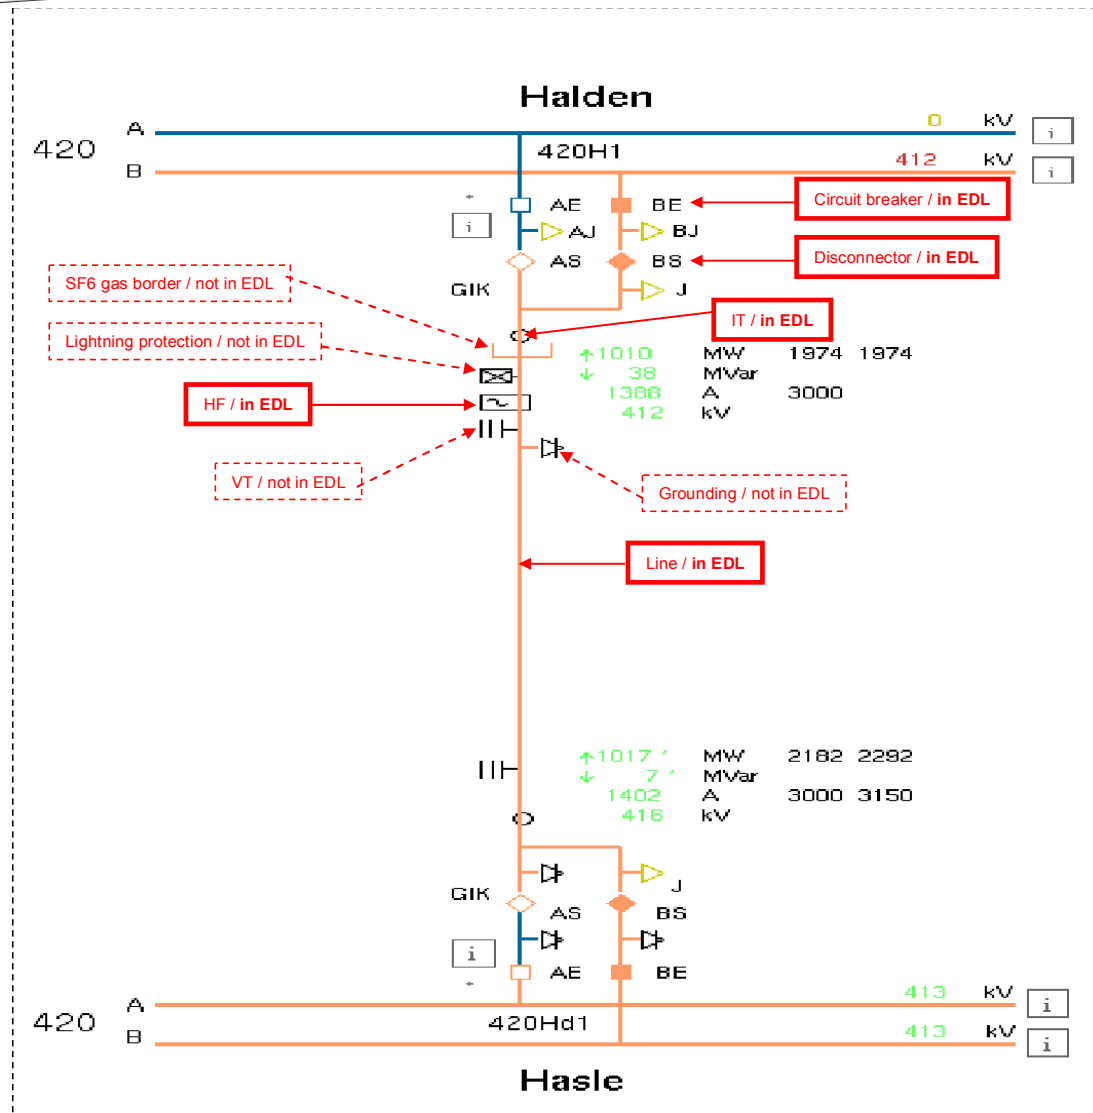 Halden
A 0 kV i
420
420H1
B 412 kV i
AE BE Circuit breaker / in EDL
i
AJ BJ
AS BS Disconnector / in EDL
SF6 gas border / not in EDL
GIK J
IT / in EDL
Lightning protection / not in EDL
↑1010 MW 1974 1974
↓ 38 MVar
1388 A 3000
HF / in EDL
412 kV
VT / not in EDL
Grounding / not in EDL
Line / in EDL
↑1017 ' MW 2182 2292
↓ 7 ' MVar
1402 A 3000 3150
416 kV
J
GIK
AS BS
i
AE BE
A 413 kV i
420
420Hd1
B 413 kV i
Hasle